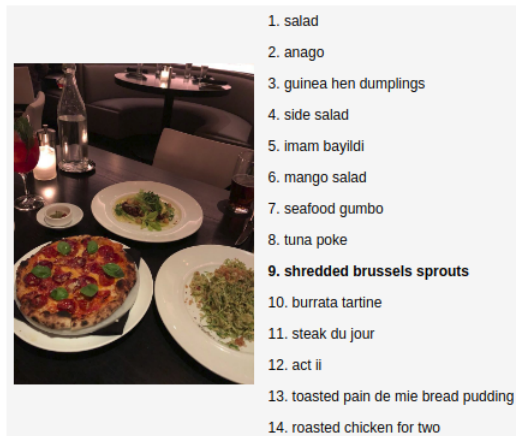 1. salad
2. anago
3. guinea hen dumplings
4. side salad
5. imam bayildi
6. mango salad
7. seafood gumbo
8. tuna poke
9. shredded brussels sprouts
10. burrata tartine
11. steak du jour
12. act ii
13. toasted pain de mie bread pudding
14. roasted chicken for two